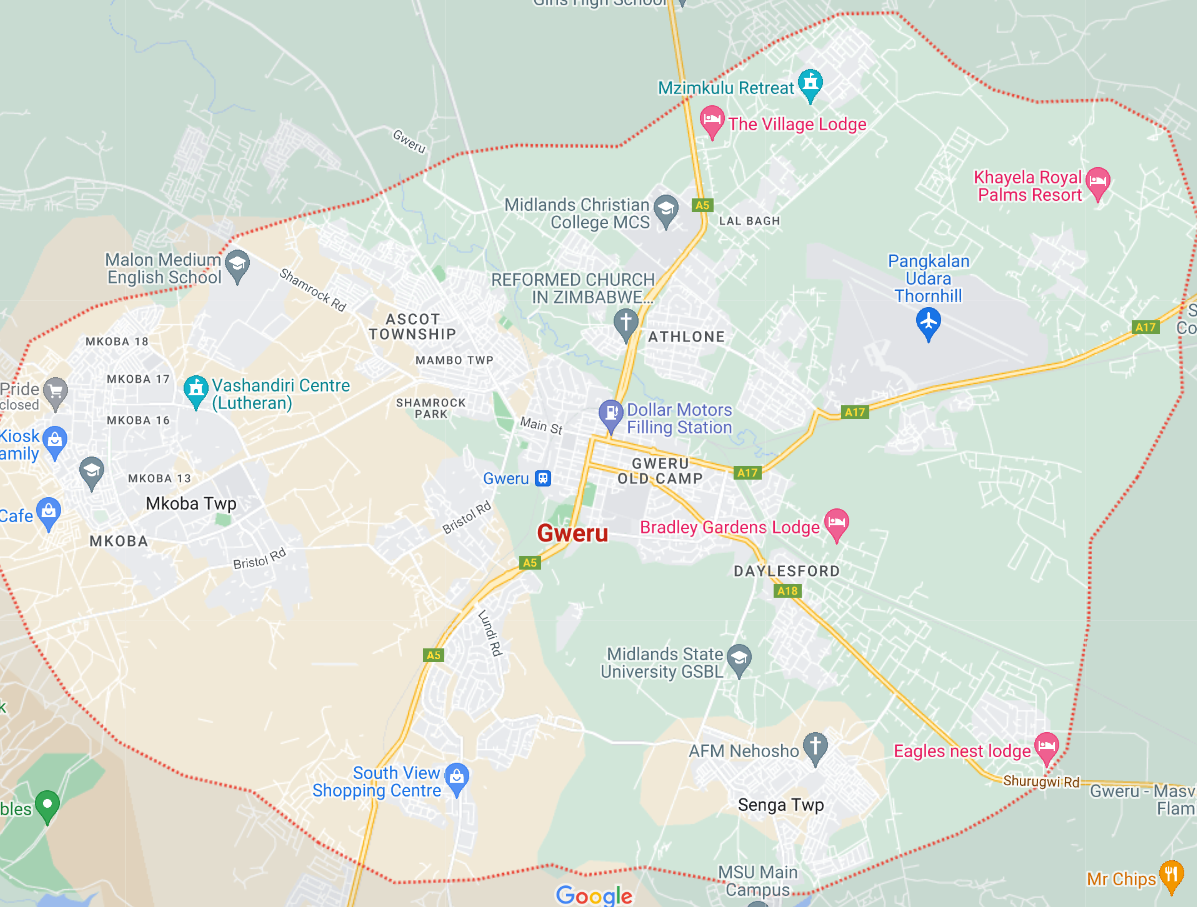 Girls High School
Gweru
Mzimkulu Retreat
The Village Lodge
Khayela Royal
Palms Resort
Midlands Christian
College MCS
A5
LAL BAGH
Malon Medium
English School
Shamrock Rd
REFORMED CHURCH
IN ZIMBABWE...
Pangkalan
Udara
Thornhill
ASCOT
TOWNSHIP
ATHLONE
A17
S
Co
MKOBA 18
MAMBO TWP
MKOBA 17
Pride
closed
Vashandiri Centre
(Lutheran)
SHAMROCK
PARK
MKOBA 16
Main St
Dollar Motors
Filling Station
A17
Kiosk
amily
MKOBA 13
Gweru
GWERU
OLD CAMP
A17
Mkoba Twp
Cafe
Bristol Rd
Bradley Gardens Lodge
Gweru
MKOBA
Bristol Rd
A5
DAYLESFORD
A18
Lundi Rd
A5
Midlands State
University GSBL
k
AFM Nehosho
Eagles nest lodge
South View
Shopping Centre
Shurugwi Rd
Gweru - Masv
Flam
bles
Senga Twp
MSU Main
Campus
Mr Chips
Google